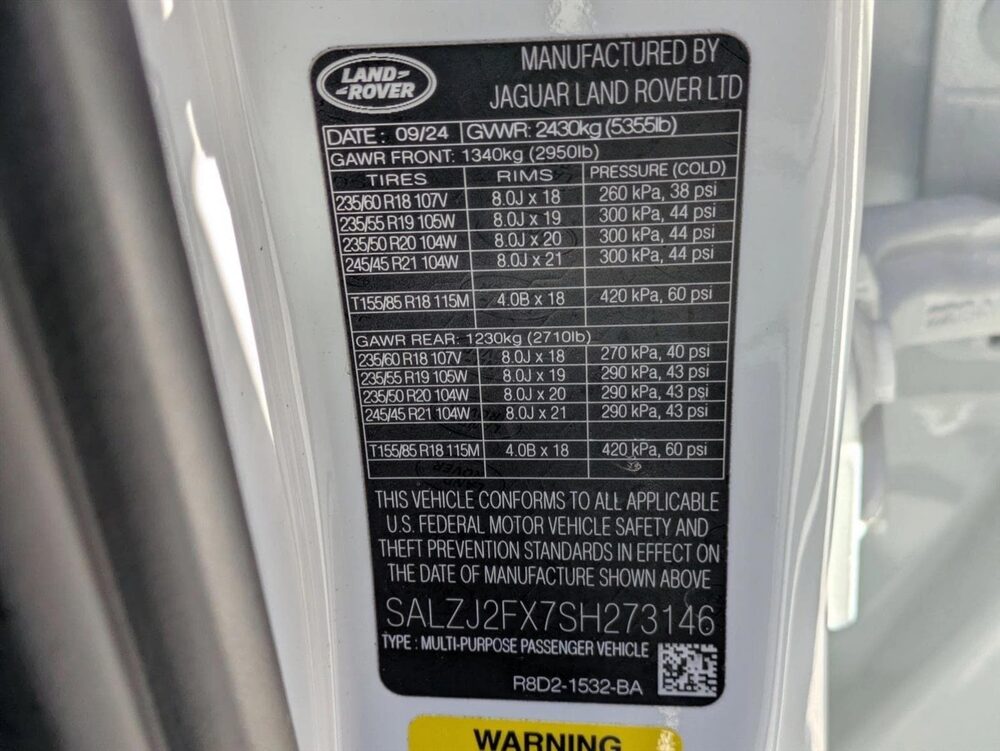 LAND-
-ROVER
MANUFACTURED BY
JAGUAR LAND ROVER LTD
DATE: 09/24 GVWR: 2430kg (5355lb)
GAWR FRONT: 1340kg (2950lb)
TIRES RIMS PRESSURE (COLD)
235/60 R18 107V 8.0J x 18 260 kPa, 38 psi
235/55 R19 105W 8.0J x 19 300 kPa, 44 psi
235/50 R20 104W 8.0J x 20 300 kPa, 44 psi
245/45 R21 104W 8.0J x 21 300 kPa, 44 psi
T155/85 R18 115M 4.0B x 18 420 kPa, 60 psi
GAWR REAR: 1230kg (2710lb)
235/60 R18 107V 8.0J x 18 270 kPa, 40 psi
235/55 R19 105W 8.0J x 19 290 kPa, 43 psi
235/50 R20 104W 8.0J x 20 290 kPa, 43 psi
245/45 R21 104W 8.0J x 21 290 kPa, 43 psi
T155/85 R18 115M 4.0B x 18 420 kPa, 60 psi
THIS VEHICLE CONFORMS TO ALL APPLICABLE
U.S. FEDERAL MOTOR VEHICLE SAFETY AND
THEFT PREVENTION STANDARDS IN EFFECT ON
THE DATE OF MANUFACTURE SHOWN ABOVE
SALZJ2FX7SH273146
TYPE : MULTI-PURPOSE PASSENGER VEHICLE
R8D2-1532-BA
WARNING